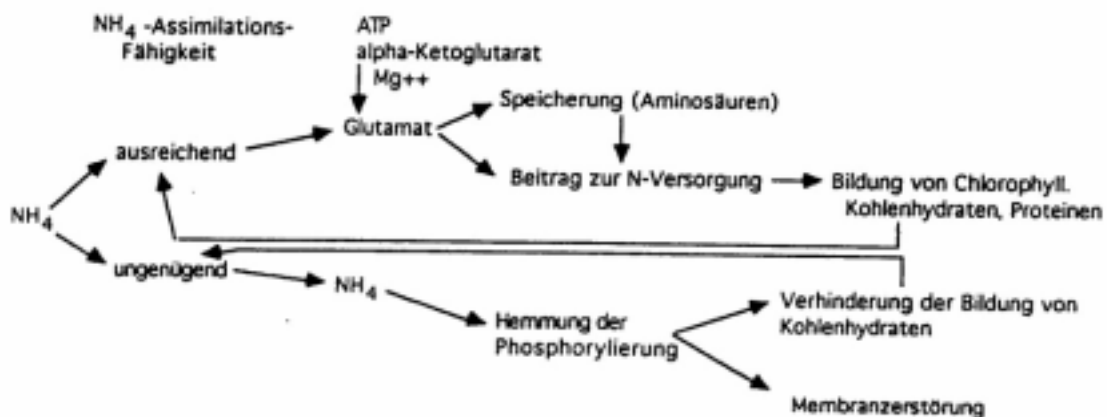 NH4 -Assimilations-
Fähigkeit
ATP
alpha-Ketoglutarat
Mg++
Speicherung (Aminosäuren)
Glutamat
ausreichend
Beitrag zur N-Versorgung
Bildung von Chlorophyll.
Kohlenhydraten, Proteinen
NH4
ungenügend
NH4
Hemmung der
Phosphorylierung
Verhinderung der Bildung von
Kohlenhydraten
Membranzerstörung